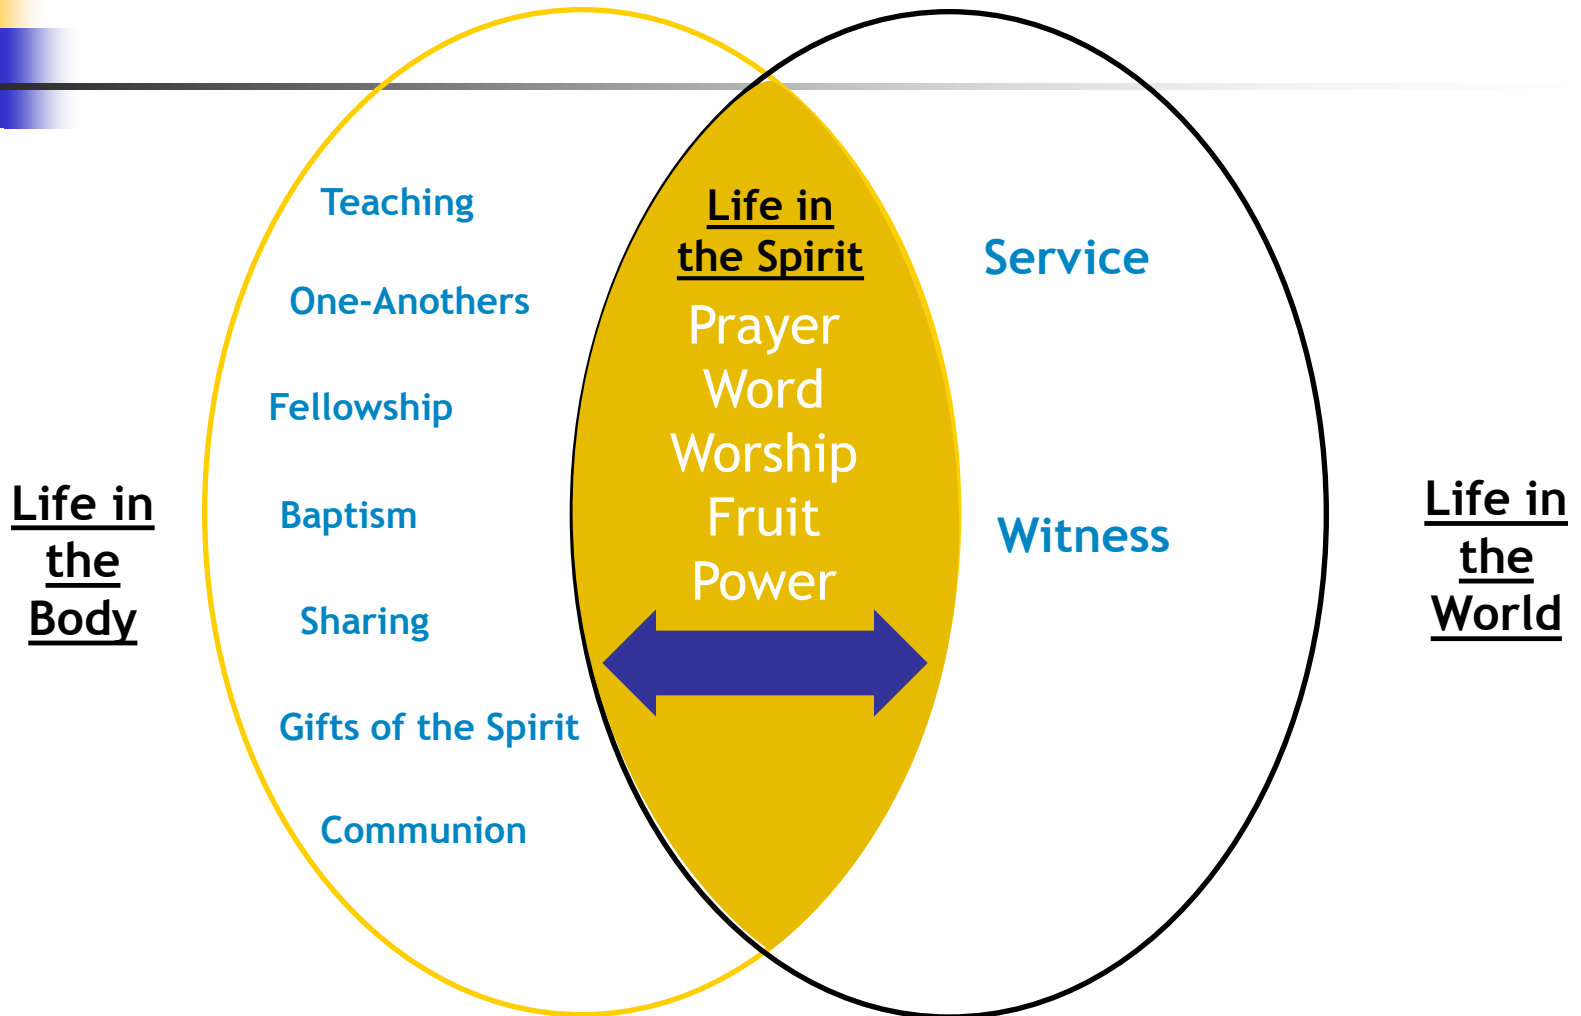 Life in
the
Body
Teaching
One-Anothers
Fellowship
Baptism
Sharing
Gifts of the Spirit
Communion
Life in
the Spirit
Prayer
Word
Worship
Fruit
Power
Service
Witness
Life in
the
World